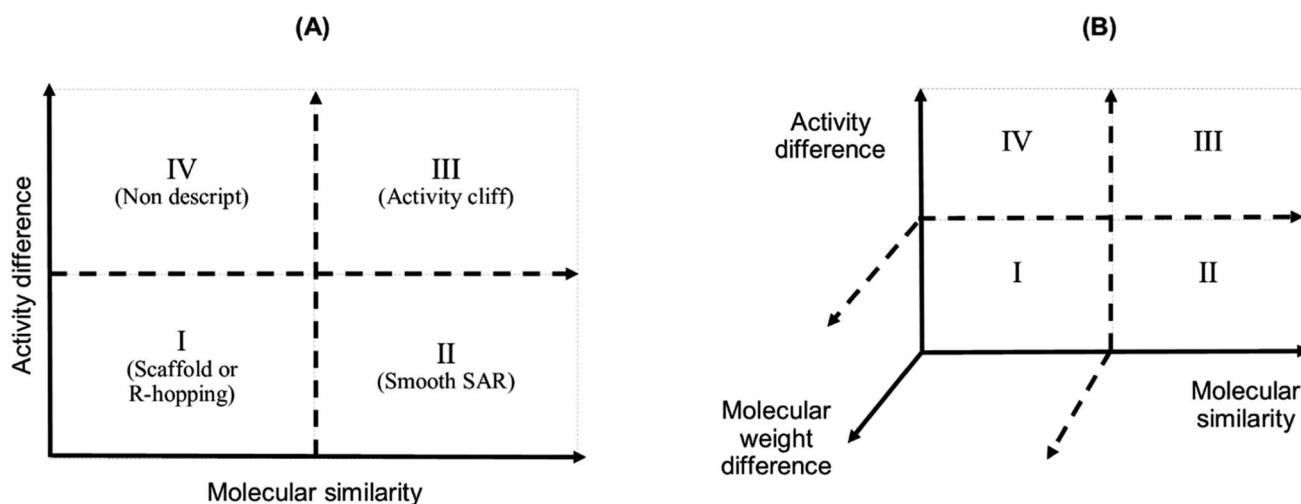 (A)
Activity difference
IV
(Non descript)
III
(Activity cliff)
I
(Scaffold or
R-hopping)
II
(Smooth SAR)
Molecular similarity
(B)
Activity
difference
IV
III
I
II
Molecular
weight
difference
Molecular
similarity